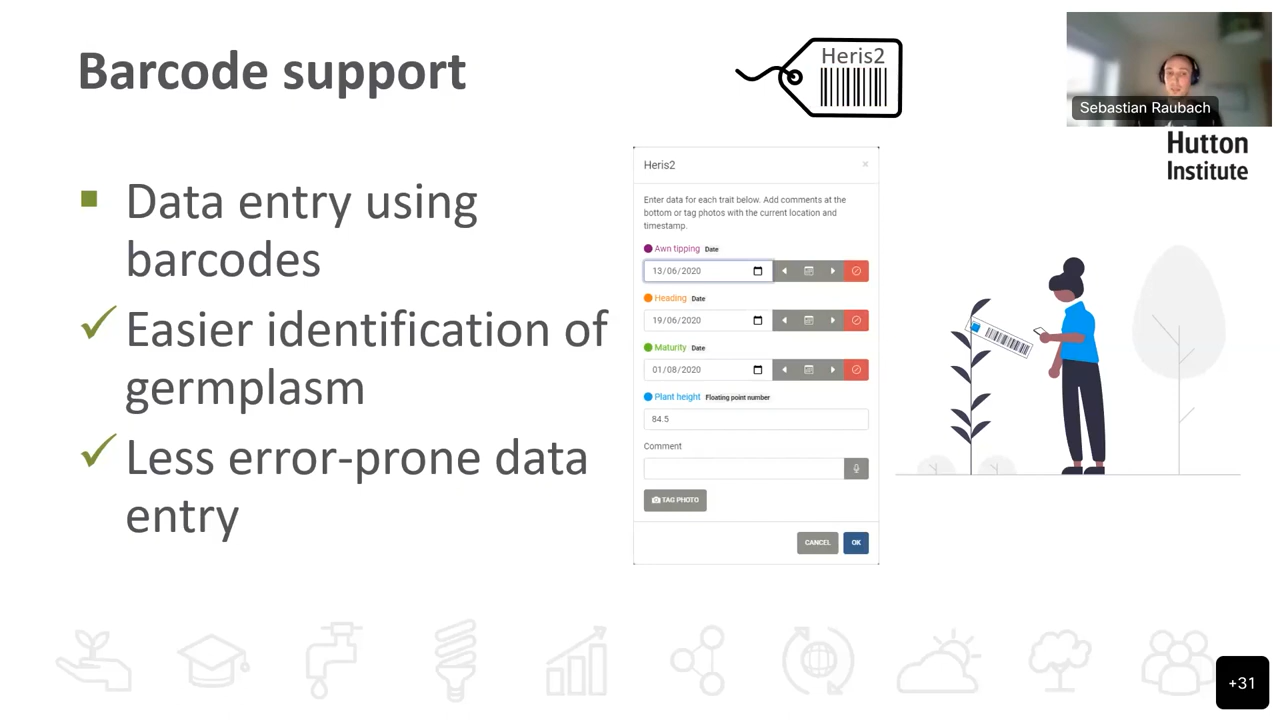 Barcode support
Heris2
Sebastian Raubach
Hutton
Institute
Data entry using
barcodes
Easier identification of
germplasm
Less error-prone data
entry
Heris2
×
Enter data for each trait below. Add comments at the
bottom or tag photos with the current location and
timestamp.
Awn tipping Date
13/06/2020
Heading Date
19/06/2020
Maturity Date
01/08/2020
Plant height Floating point number
84.5
Comment
TAG PHOTO
CANCEL OK
+31